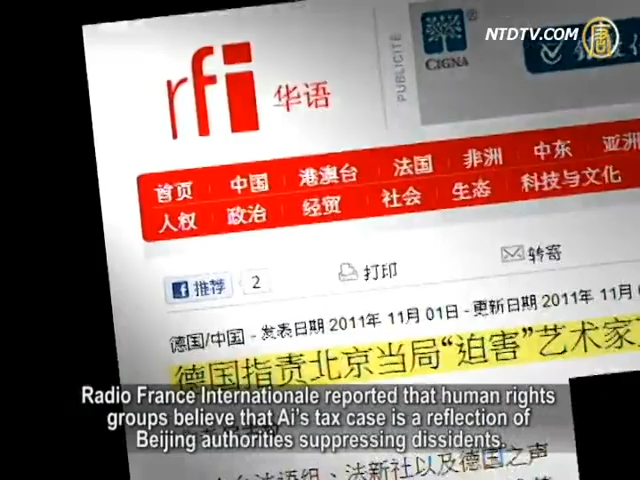 NTDTV.com
唐
PUBLICITÉ
CIGNA
rfi 华语
首页 中国 港澳台 法国 非洲 中东 亚洲
人权 政治 经贸 社会 生态 科技与文化
推荐 2 打印 转寄
德国/中国 - 发表日期 2011年 11月 01日 - 更新日期 2011年 11月
德国指责北京当局“迫害”艺术家
Radio France Internationale reported that human rights
groups believe that Ai's tax case is a reflection of
Beijing authorities suppressing dissidents.
法新社以及德国之声